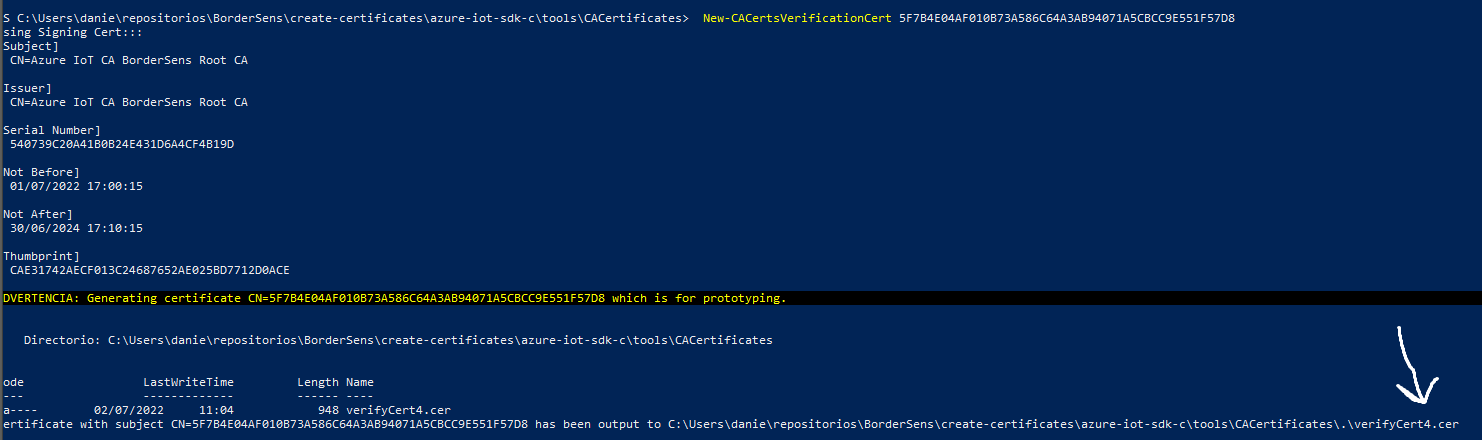 S C:\Users\danie\repositorios\BorderSens\create-certificates\azure-iot-sdk-c\tools\CACertificates> New-CACertsVerificationCert 5F7B4E04AF010B73A586C64A3AB94071A5CBCC9E551F57D8
sing Signing Cert:::
Subject]
CN=Azure IoT CA BorderSens Root CA
Issuer]
CN=Azure IoT CA BorderSens Root CA
Serial Number]
540739C20A41B0B24E431D6A4CF4B19D
Not Before]
01/07/2022 17:00:15
Not After]
30/06/2024 17:10:15
Thumbprint]
CAE31742AECF013C24687652AE025BD7712D0ACE
DVERTENCIA: Generating certificate CN=5F7B4E04AF010B73A586C64A3AB94071A5CBCC9E551F57D8 which is for prototyping.
Directorio: C:\Users\danie\repositorios\BorderSens\create-certificates\azure-iot-sdk-c\tools\CACertificates
ode LastWriteTime Length Name
--- ------------- ------ ----
a---- 02/07/2022 11:04 948 verifyCert4.cer
ertificate with subject CN=5F7B4E04AF010B73A586C64A3AB94071A5CBCC9E551F57D8 has been output to C:\Users\danie\repositorios\BorderSens\create-certificates\azure-iot-sdk-c\tools\CACertificates\.\verifyCert4.cer